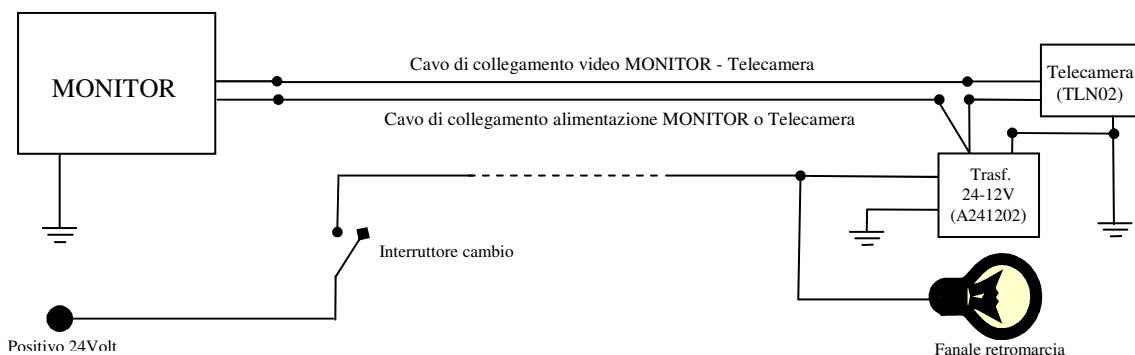 MONITOR
Cavo di collegamento video MONITOR - Telecamera
Telecamera
(TLN02)
Cavo di collegamento alimentazione MONITOR o Telecamera
Trasf.
24-12V
(A241202)
Interruttore cambio
Positivo 24Volt
Fanale retromarcia